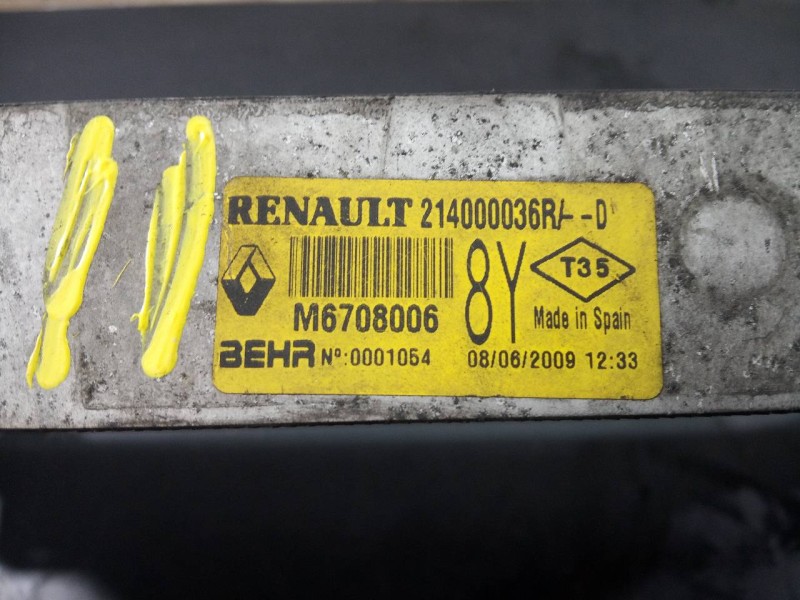 RENAULT 214000036R/- -D
8Y
T35
M6708006
Made in Spain
BEHR Nº:0001054
08/06/2009 12:33